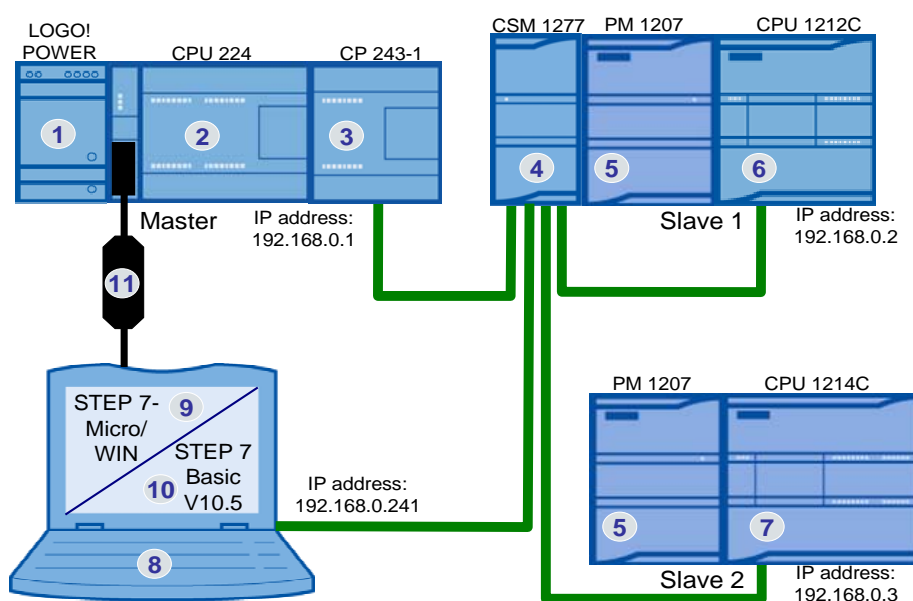 LOGO!
POWER
CPU 224
CP 243-1
CSM 1277
PM 1207
CPU 1212C
1
2
3
4
5
6
Master
IP address:
192.168.0.1
Slave 1
IP address:
192.168.0.2
11
PM 1207
CPU 1214C
STEP 7-
Micro/
WIN
9
STEP 7
Basic
V10.5
10
IP address:
192.168.0.241
5
7
8
Slave 2
IP address:
192.168.0.3